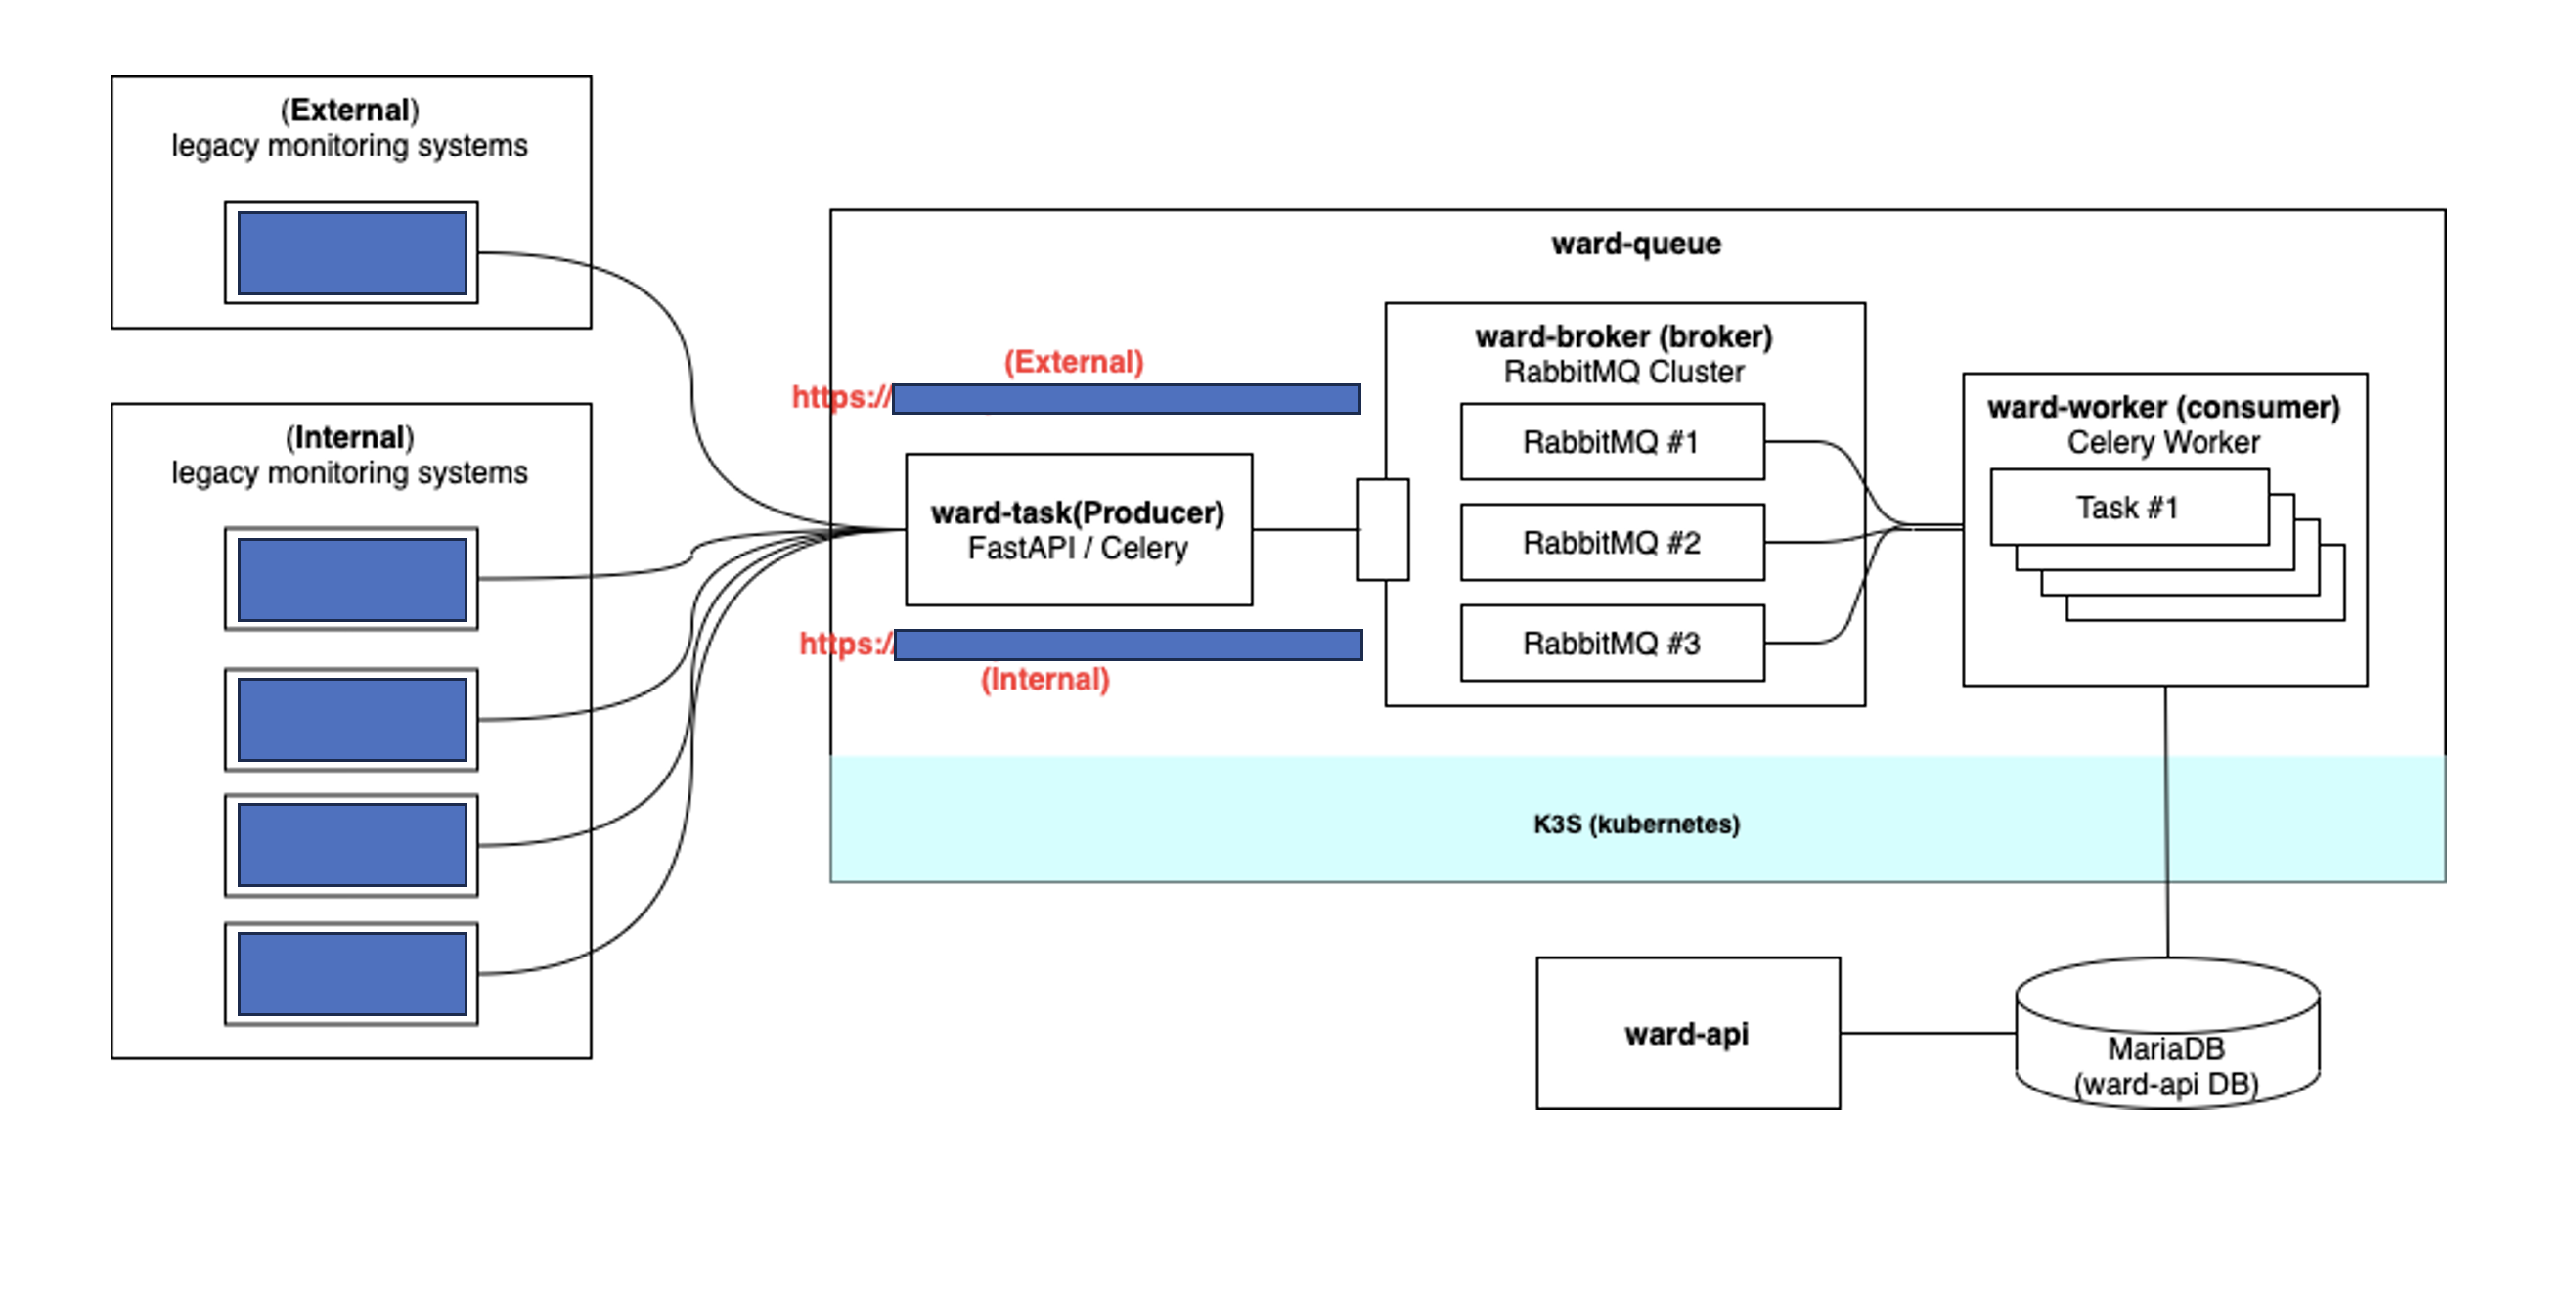 (External)
legacy monitoring systems
(Internal)
legacy monitoring systems
ward-queue
(External)
https://
ward-task(Producer)
FastAPI / Celery
https:/
(Internal)
ward-broker (broker)
RabbitMQ Cluster
RabbitMQ #1
RabbitMQ #2
RabbitMQ #3
ward-worker (consumer)
Celery Worker
Task #1
K3S (kubernetes)
ward-api
MariaDB
(ward-api DB)